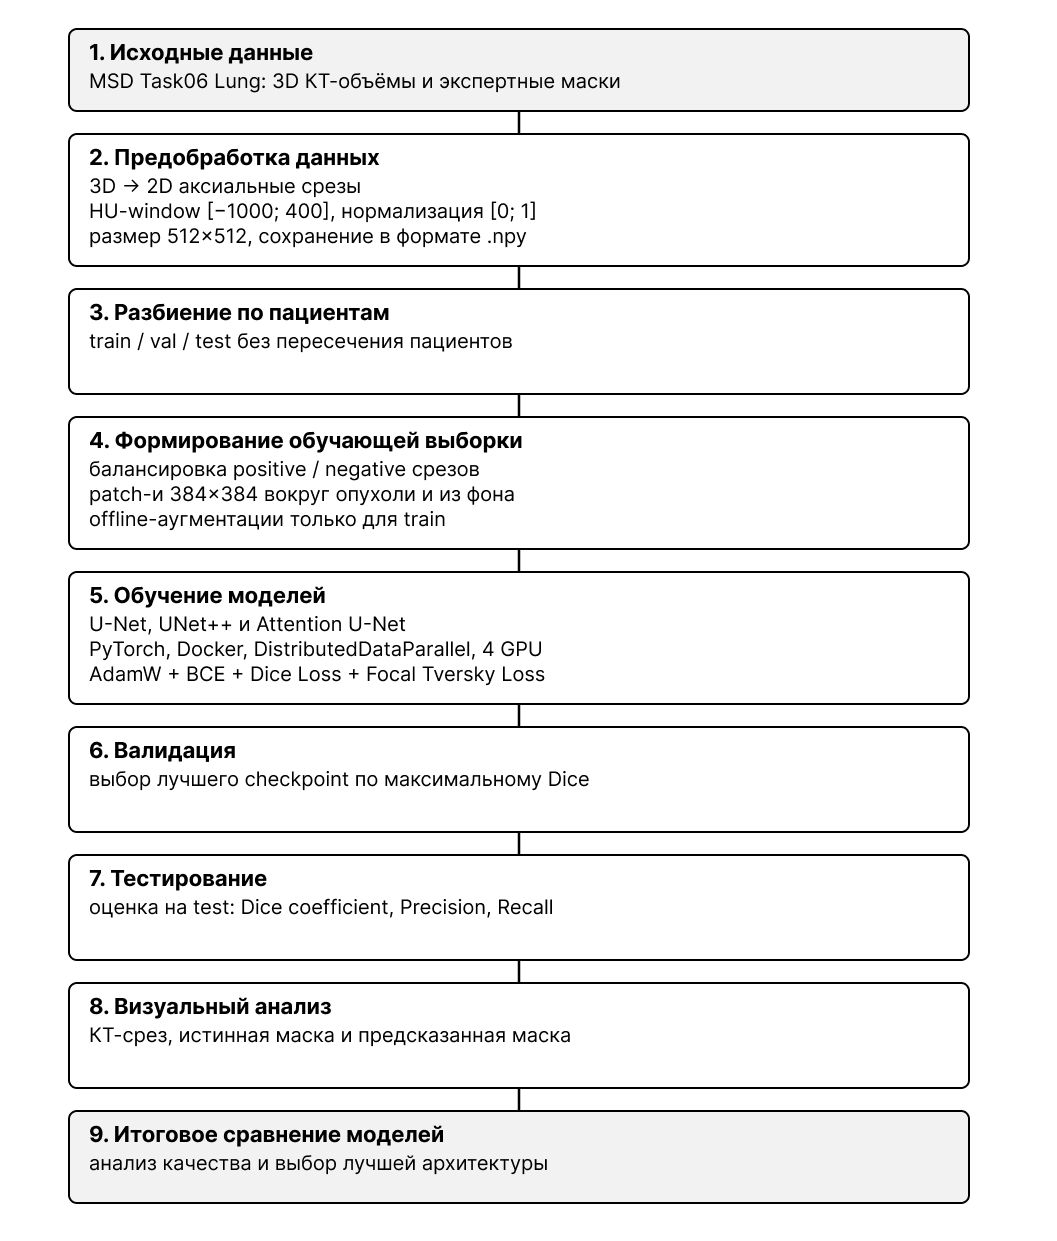 1. Исходные данные
MSD Task06 Lung: 3D КТ-объёмы и экспертные маски
2. Предобработка данных
3D → 2D аксиальные срезы
HU-window [−1000; 400], нормализация [0; 1]
размер 512×512, сохранение в формате .npy
3. Разбиение по пациентам
train / val / test без пересечения пациентов
4. Формирование обучающей выборки
балансировка positive / negative срезов
patch-и 384×384 вокруг опухоли и из фона
offline-аугментации только для train
5. Обучение моделей
U-Net, UNet++ и Attention U-Net
PyTorch, Docker, DistributedDataParallel, 4 GPU
AdamW + BCE + Dice Loss + Focal Tversky Loss
6. Валидация
выбор лучшего checkpoint по максимальному Dice
7. Тестирование
оценка на test: Dice coefficient, Precision, Recall
8. Визуальный анализ
КТ-срез, истинная маска и предсказанная маска
9. Итоговое сравнение моделей
анализ качества и выбор лучшей архитектуры